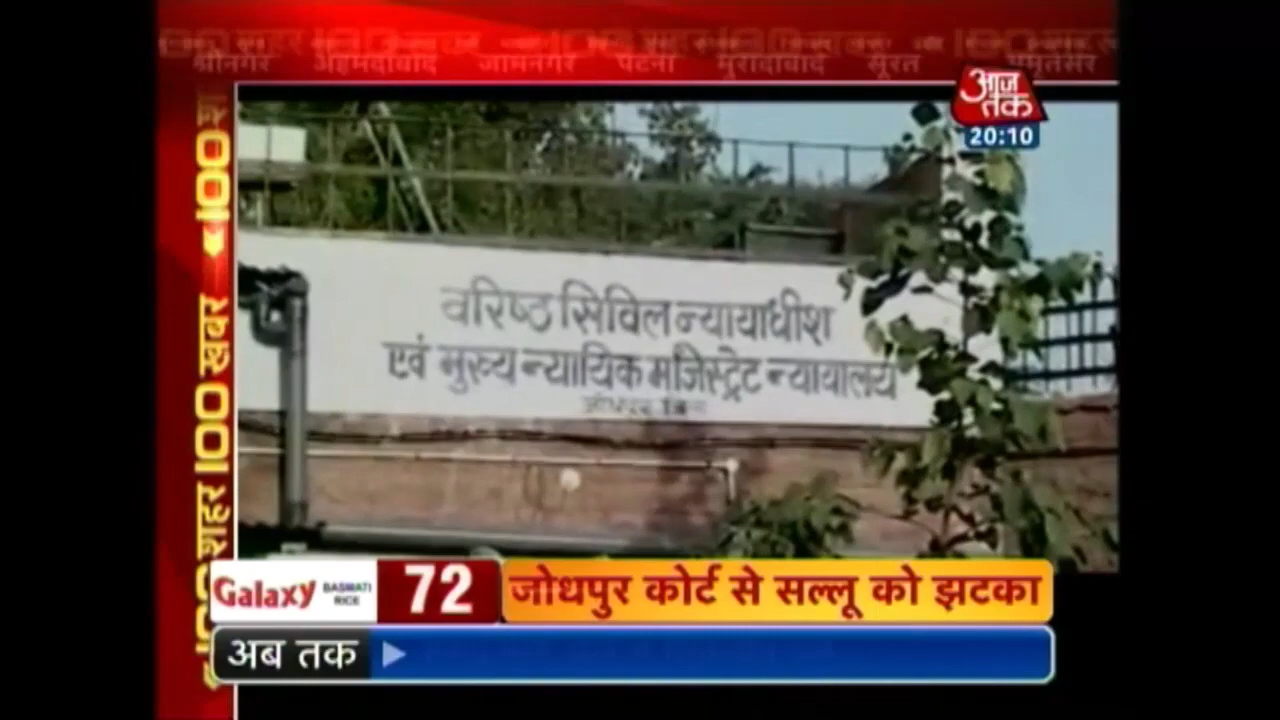 श्रीनगर अहमदाबाद जामनगर पटना मुरादाबाद सूरत अमृतसर
आज
तक
20:10
100 शहर 100 खबर
वरिष्ठ सिविल न्यायाधीश
एवं मुख्य न्यायिक मजिस्ट्रेट न्यायालय
Galaxy BASMATI RICE 72 जोधपुर कोर्ट से सल्लू को झटका
अब तक